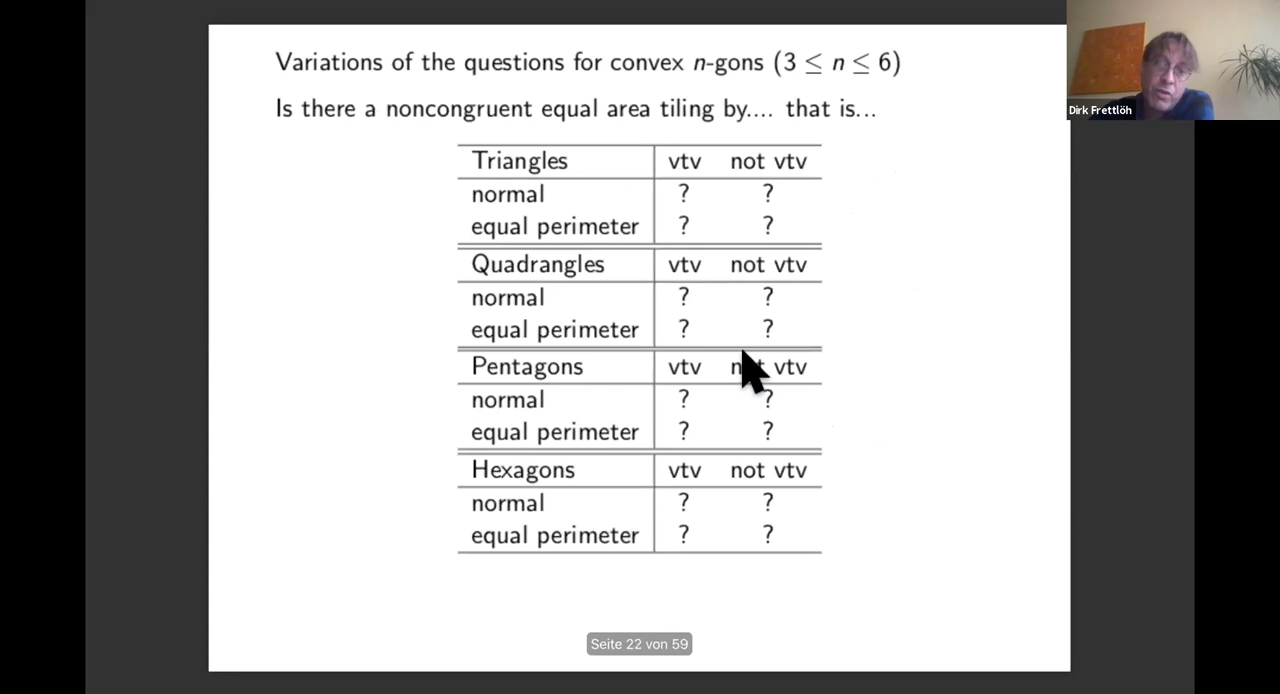 Variations of the questions for convex n-gons (3 ≤ n ≤ 6)
Is there a noncongruent equal area tiling by.... that is...
Triangles vtv not vtv
normal ? ?
equal perimeter ? ?
Quadrangles vtv not vtv
normal ? ?
equal perimeter ? ?
Pentagons vtv not vtv
normal ? ?
equal perimeter ? ?
Hexagons vtv not vtv
normal ? ?
equal perimeter ? ?
Seite 22 von 59
Dirk Frettlöh